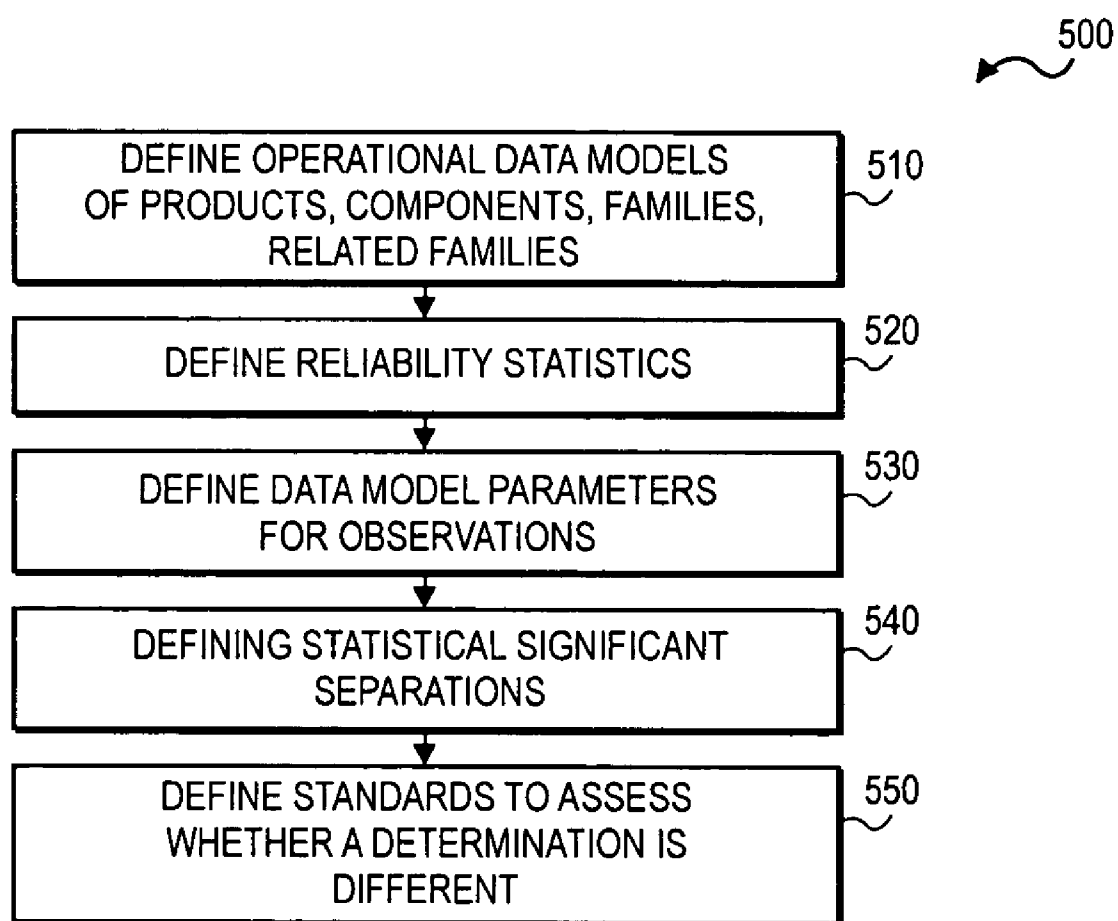 500
DEFINE OPERATIONAL DATA MODELS
OF PRODUCTS, COMPONENTS, FAMILIES,
RELATED FAMILIES
510
DEFINE RELIABILITY STATISTICS
520
DEFINE DATA MODEL PARAMETERS
FOR OBSERVATIONS
530
DEFINING STATISTICAL SIGNIFICANT
SEPARATIONS
540
DEFINE STANDARDS TO ASSESS
WHETHER A DETERMINATION IS
DIFFERENT
550